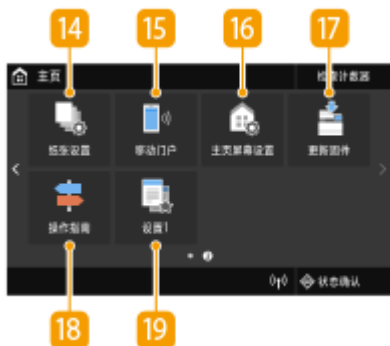 14 15 16 17
主页 检查计数器
纸张设置 移动门户 主页屏幕设置 更新固件
操作指南 设置1
状态确认
18 19